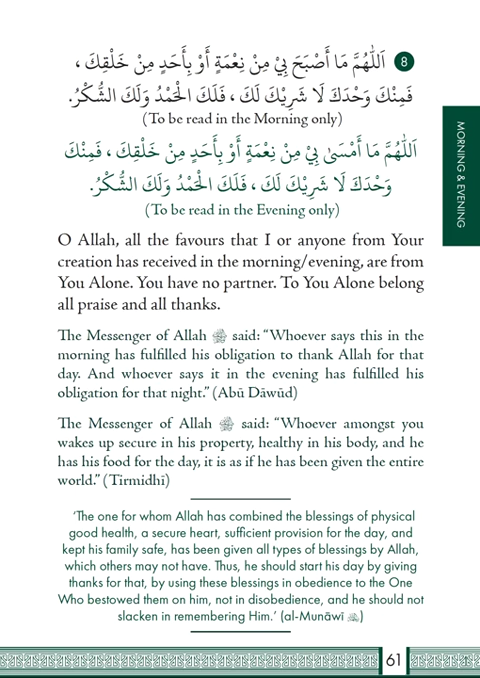 8 اَللّٰهُمَّ مَا أَصْبَحَ بِيْ مِنْ نِعْمَةٍ أَوْ بِأَحَدٍ مِنْ خَلْقِكَ ،
فَمِنْكَ وَحْدَكَ لَا شَرِيْكَ لَكَ ، فَلَكَ الْحَمْدُ وَلَكَ الشُّكْرُ.
(To be read in the Morning only)
اَللّٰهُمَّ مَا أَمْسَىٰ بِيْ مِنْ نِعْمَةٍ أَوْ بِأَحَدٍ مِنْ خَلْقِكَ ، فَمِنْكَ
وَحْدَكَ لَا شَرِيْكَ لَكَ ، فَلَكَ الْحَمْدُ وَلَكَ الشُّكْرُ.
(To be read in the Evening only)
O Allah, all the favours that I or anyone from Your
creation has received in the morning/evening, are from
You Alone. You have no partner. To You Alone belong
all praise and all thanks.
The Messenger of Allah ﷺ said: “Whoever says this in the
morning has fulfilled his obligation to thank Allah for that
day. And whoever says it in the evening has fulfilled his
obligation for that night.” (Abū Dāwūd)
The Messenger of Allah ﷺ said: “Whoever amongst you
wakes up secure in his property, healthy in his body, and he
has his food for the day, it is as if he has been given the entire
world.” (Tirmidhī)
‘The one for whom Allah has combined the blessings of physical
good health, a secure heart, sufficient provision for the day, and
kept his family safe, has been given all types of blessings by Allah,
which others may not have. Thus, he should start his day by giving
thanks for that, by using these blessings in obedience to the One
Who bestowed them on him, not in disobedience, and he should not
slacken in remembering Him.’ (al-Munāwī)
MORNING & EVENING
61